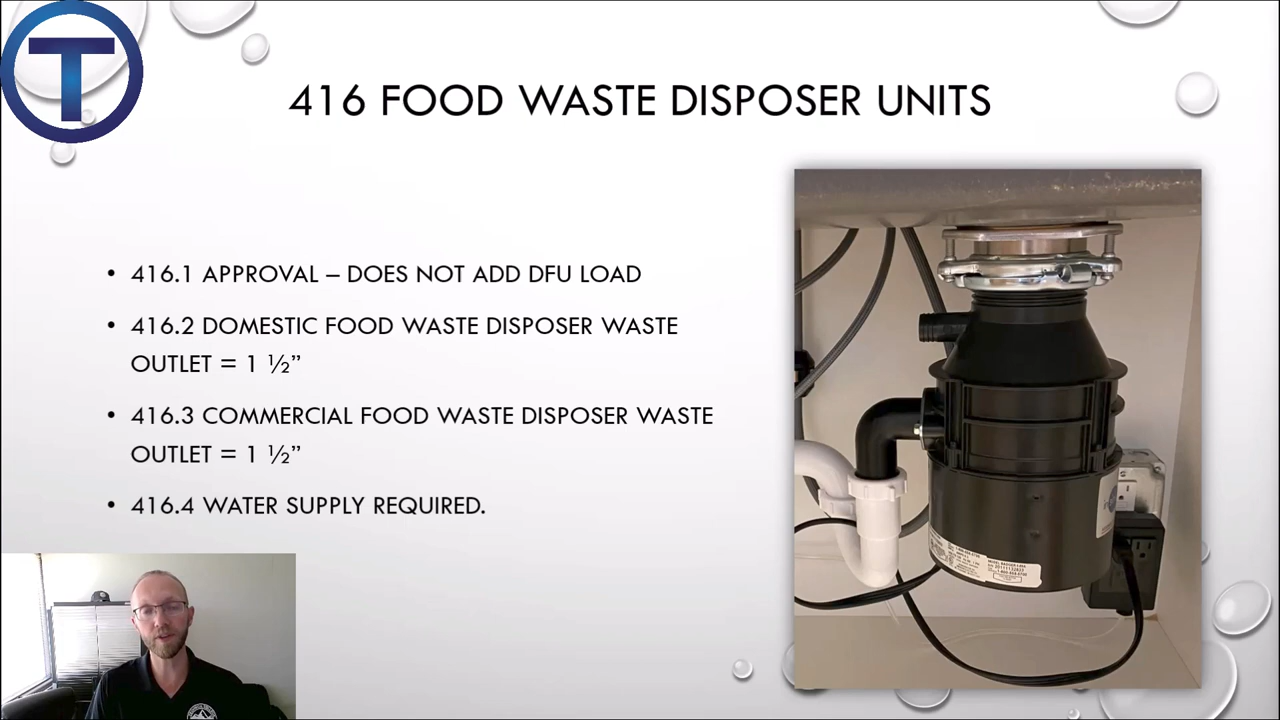 T
416 FOOD WASTE DISPOSER UNITS
• 416.1 APPROVAL – DOES NOT ADD DFU LOAD
• 416.2 DOMESTIC FOOD WASTE DISPOSER WASTE
OUTLET = 1 ½”
• 416.3 COMMERCIAL FOOD WASTE DISPOSER WASTE
OUTLET = 1 ½”
• 416.4 WATER SUPPLY REQUIRED.